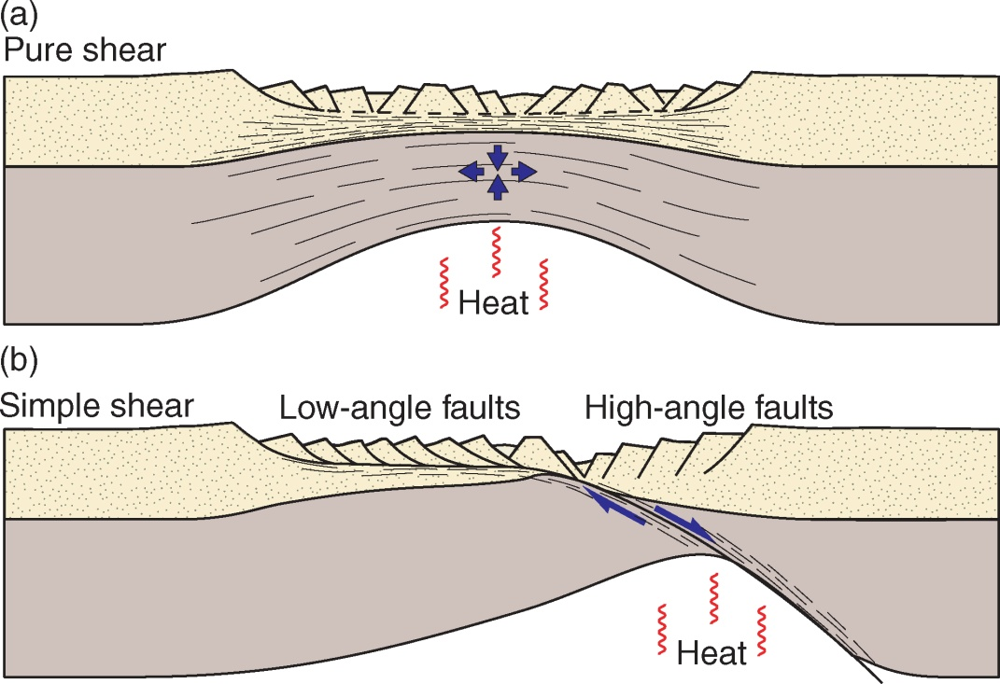 (a)
Pure shear
Heat
(b)
Simple shear
Low-angle faults
High-angle faults
Heat